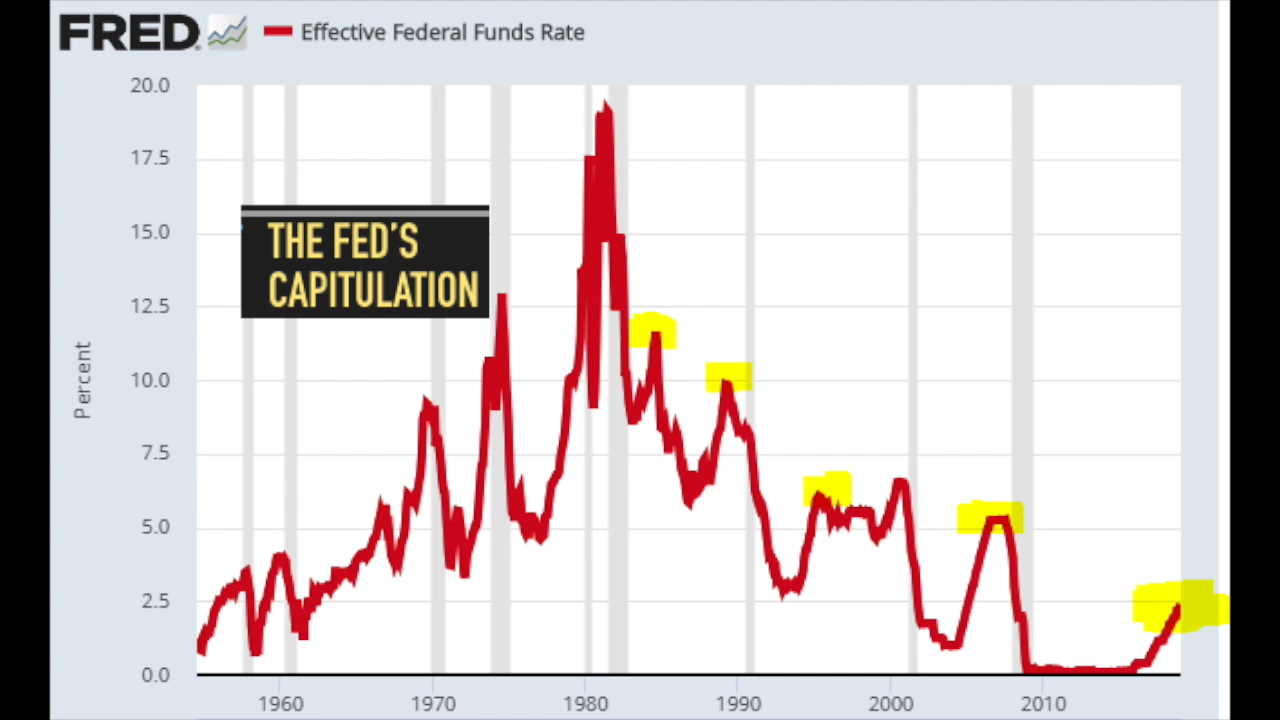 FRED Effective Federal Funds Rate
20.0
17.5
15.0
12.5
10.0
7.5
5.0
2.5
0.0
Percent
THE FED'S
CAPITULATION
1960 1970 1980 1990 2000 2010